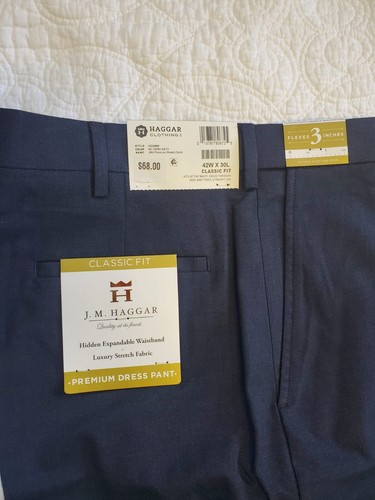 HAGGAR
CLOTHING CO.
$68.00
42W X 30L
CLASSIC FIT
FLEXES 3 INCHES
CLASSIC FIT
H
J.M. HAGGAR
Quality at its finest
Hidden Expandable Waistband
Luxury Stretch Fabric
•PREMIUM DRESS PANT•